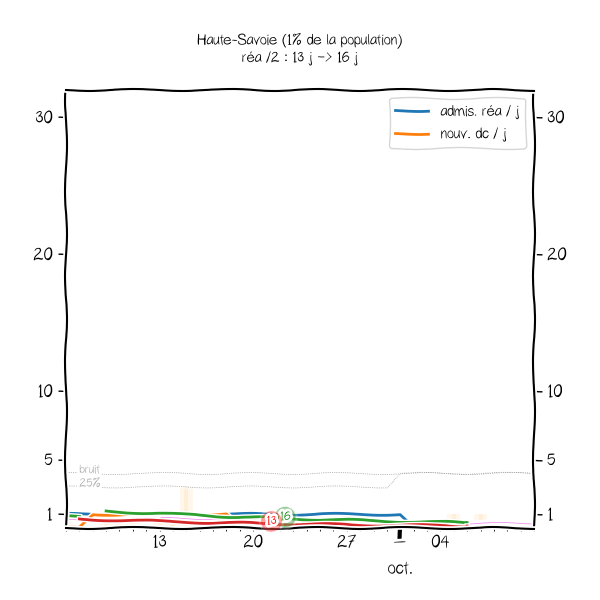 Haute-Savoie (1% de la population)
réa /2 : 13 j -> 16 j
admis. réa / j
nouv. dc / j
30
30
20
20
10
10
5
5
bruit
25%
1
1
13
16
13
20
27
04
oct.